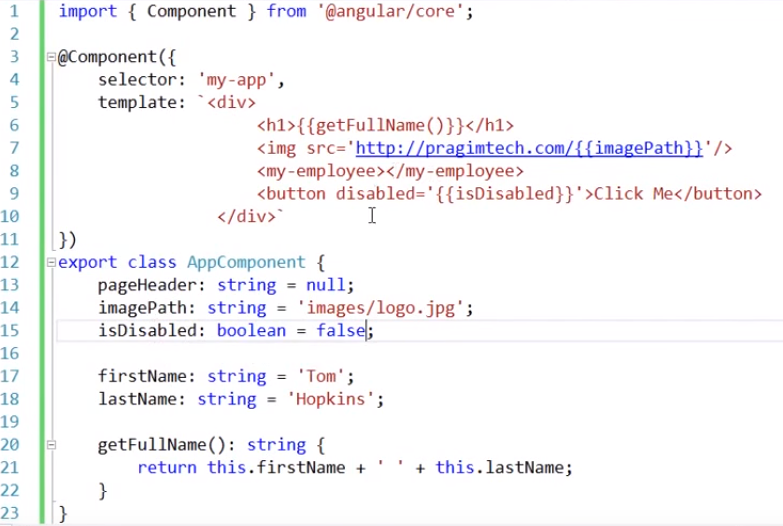 1 import { Component } from '@angular/core';
2
3 @Component({
4     selector: 'my-app',
5     template: `<div>
6                     <h1>{{getFullName()}}</h1>
7                     <img src='http://pragimtech.com/{{imagePath}}'/>
8                     <my-employee></my-employee>
9                     <button disabled='{{isDisabled}}'>Click Me</button>
10                 </div>`
11 })
12 export class AppComponent {
13     pageHeader: string = null;
14     imagePath: string = 'images/logo.jpg';
15     isDisabled: boolean = false;
16
17     firstName: string = 'Tom';
18     lastName: string = 'Hopkins';
19
20     getFullName(): string {
21         return this.firstName + ' ' + this.lastName;
22     }
23 }